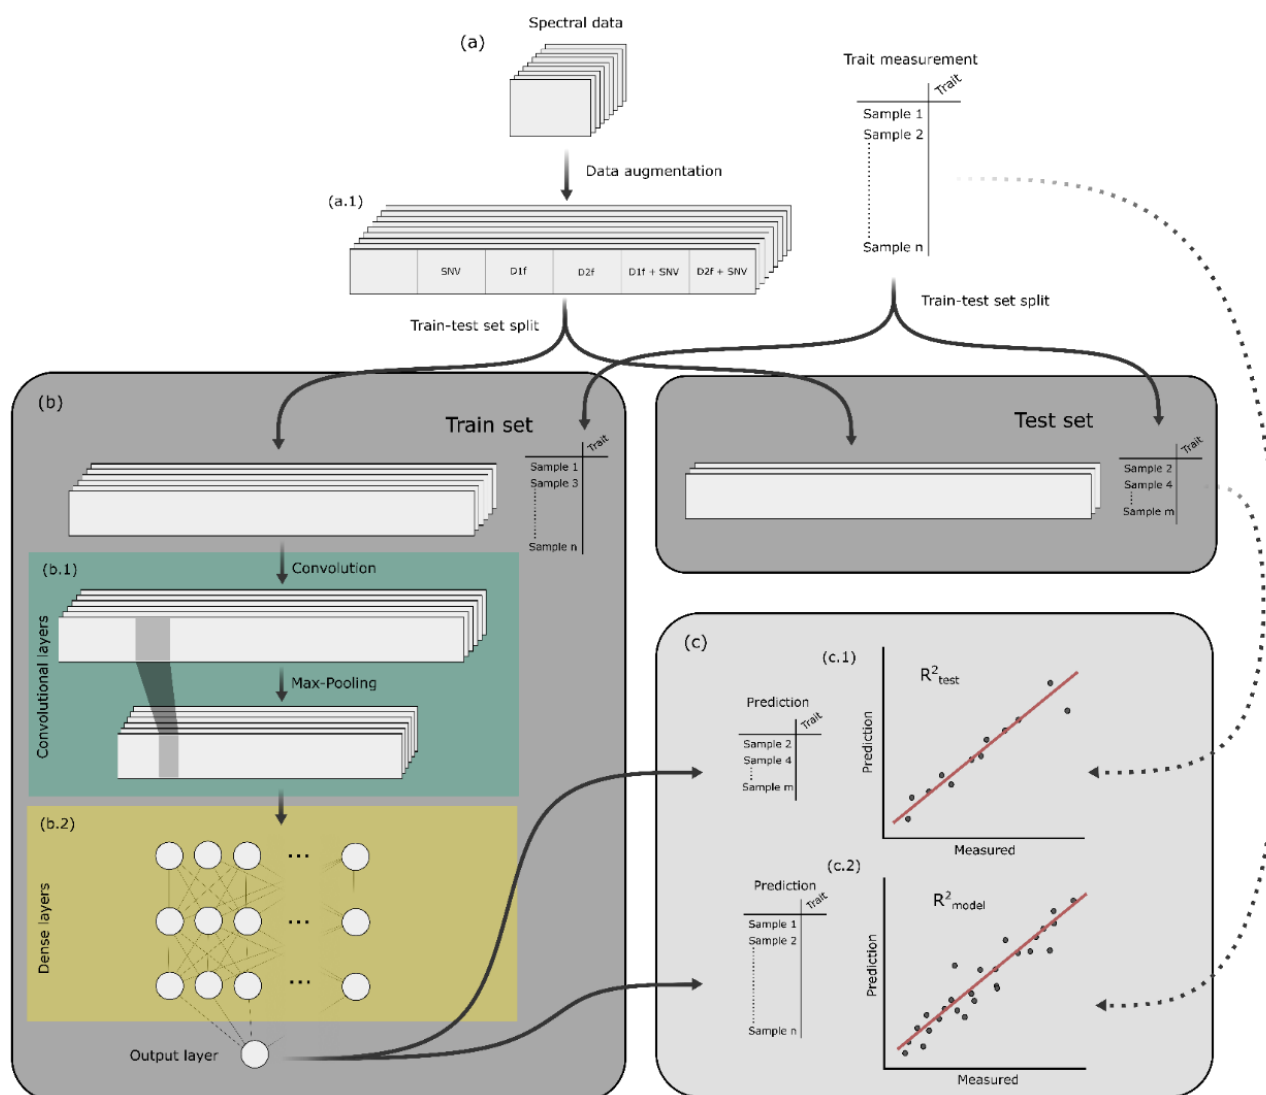 (a)
Spectral data
Trait measurement
Trait
Sample 1
Sample 2
Sample n
Data augmentation
(a.1)
SNV
D1f
D2f
D1f + SNV
D2f + SNV
Train-test set split
Train-test set split
(b)
Train set
Trait
Sample 1
Sample 3
Sample n
Test set
Trait
Sample 2
Sample 4
Sample m
(b.1)
Convolution
Convolutional layers
Max-Pooling
(b.2)
Dense layers
...
...
...
Output layer
(c)
(c.1)
Prediction
Trait
Sample 2
Sample 4
Sample m
R²test
Prediction
Measured
(c.2)
Prediction
Trait
Sample 1
Sample 2
Sample n
R²model
Prediction
Measured